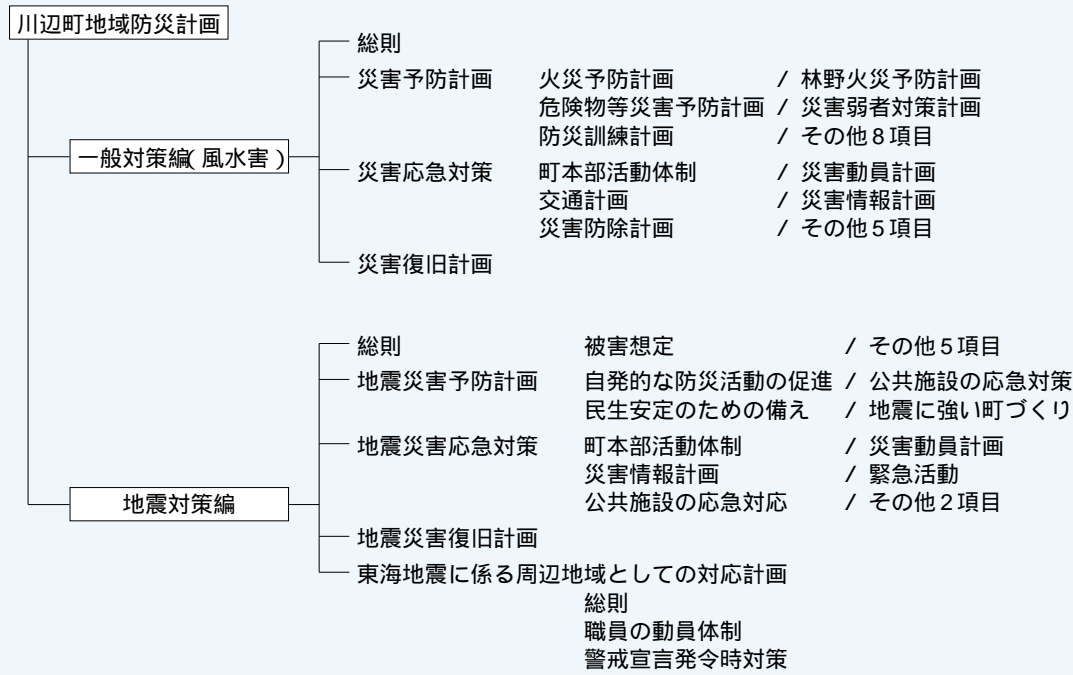 川辺町地域防災計画
総則
災害予防計画 火災予防計画 / 林野火災予防計画
危険物等災害予防計画 / 災害弱者対策計画
防災訓練計画 / その他8項目
一般対策編(風水害)
災害応急対策 町本部活動体制 / 災害動員計画
交通計画 / 災害情報計画
災害防除計画 / その他5項目
災害復旧計画
総則 被害想定 / その他5項目
地震災害予防計画 自発的な防災活動の促進 / 公共施設の応急対策
民生安定のための備え / 地震に強い町づくり
地震災害応急対策 町本部活動体制 / 災害動員計画
災害情報計画 / 緊急活動
地震対策編 公共施設の応急対応 / その他2項目
地震災害復旧計画
東海地震に係る周辺地域としての対応計画
総則
職員の動員体制
警戒宣言発令時対策